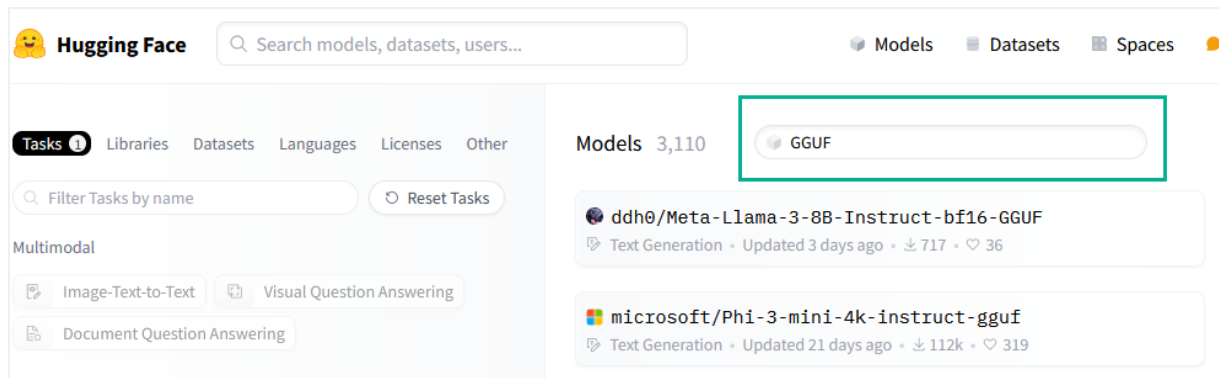 Hugging Face
Search models, datasets, users...
Models
Datasets
Spaces
Tasks 1
Libraries
Datasets
Languages
Licenses
Other
Filter Tasks by name
Reset Tasks
Multimodal
Image-Text-to-Text
Visual Question Answering
Document Question Answering
Models 3,110
GGUF
ddh0/Meta-Llama-3-8B-Instruct-bf16-GGUF
Text Generation • Updated 3 days ago • 717 • 36
microsoft/Phi-3-mini-4k-instruct-gguf
Text Generation • Updated 21 days ago • 112k • 319